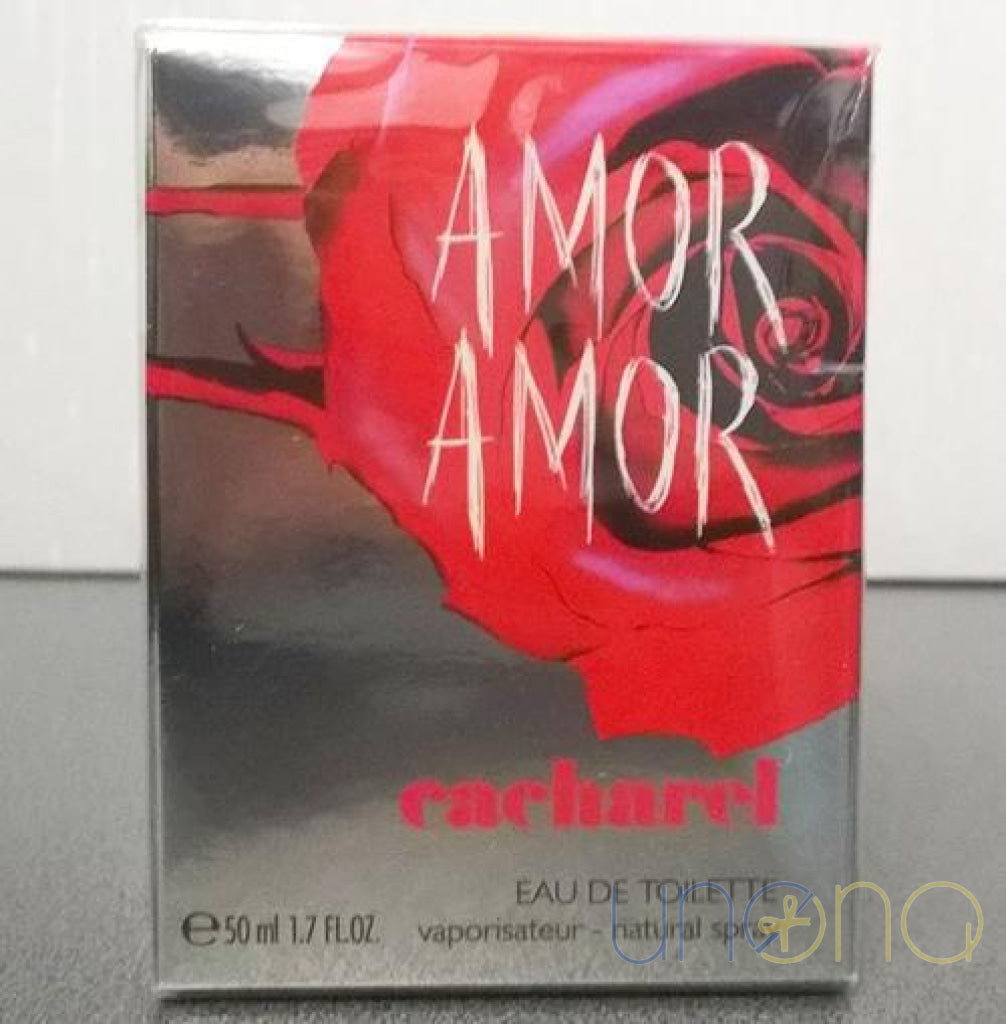 AMOR
AMOR
cacharel
EAU DE TOILETTE
℮ 50 ml 1.7 FL.OZ. vaporisateur - natural spray
unona